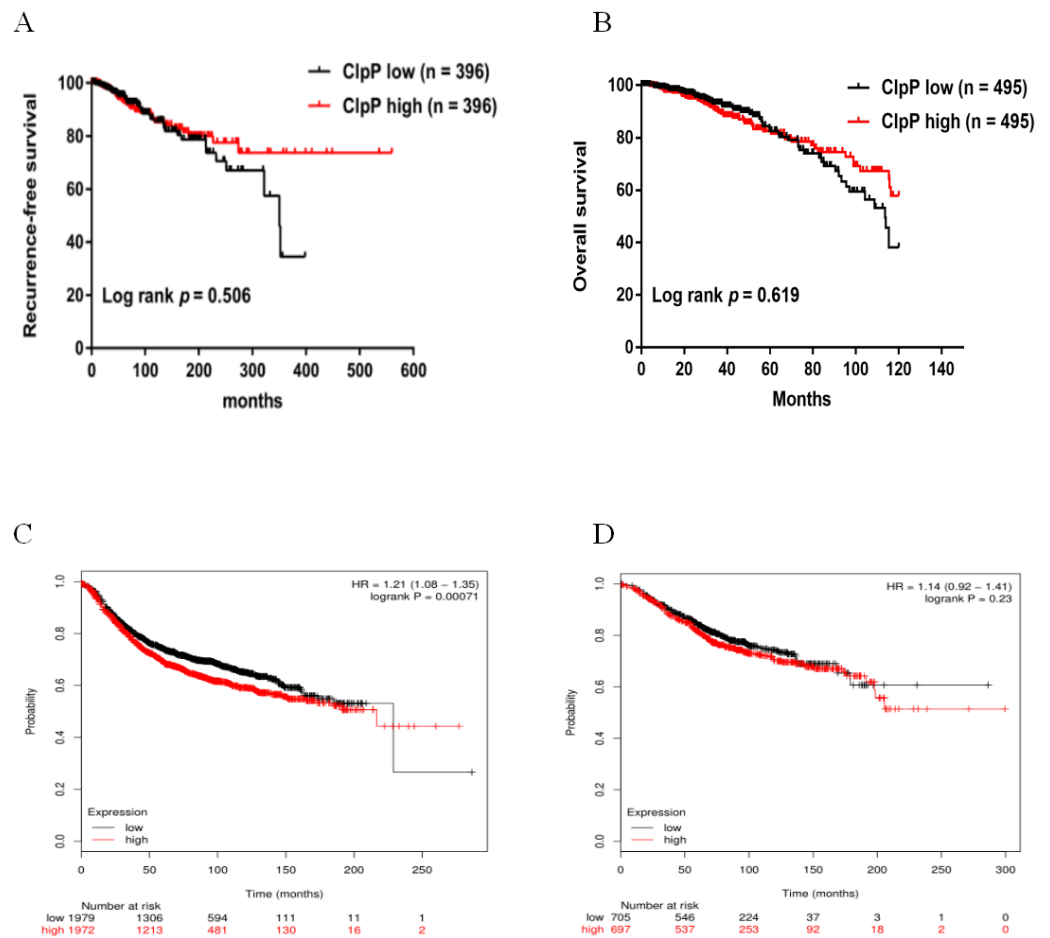 A
Recurrence-free survival
100
80
60
40
20
0
ClpP low (n = 396)
ClpP high (n = 396)
Log rank p = 0.506
0 100 200 300 400 500 600
months
B
Overall survival
100
80
60
40
20
0
ClpP low (n = 495)
ClpP high (n = 495)
Log rank p = 0.619
0 20 40 60 80 100 120 140
Months
C
Probability
1.0
0.8
0.6
0.4
0.2
0.0
HR = 1.21 (1.08 − 1.35)
logrank P = 0.00071
Expression
low
high
0 50 100 150 200 250
Time (months)
Number at risk
low 1979 1306 594 111 11 1
high 1972 1213 481 130 16 2
D
Probability
1.0
0.8
0.6
0.4
0.2
0.0
HR = 1.14 (0.92 − 1.41)
logrank P = 0.23
Expression
low
high
0 50 100 150 200 250 300
Time (months)
Number at risk
low 705 546 224 37 3 1 0
high 697 537 253 92 18 2 0